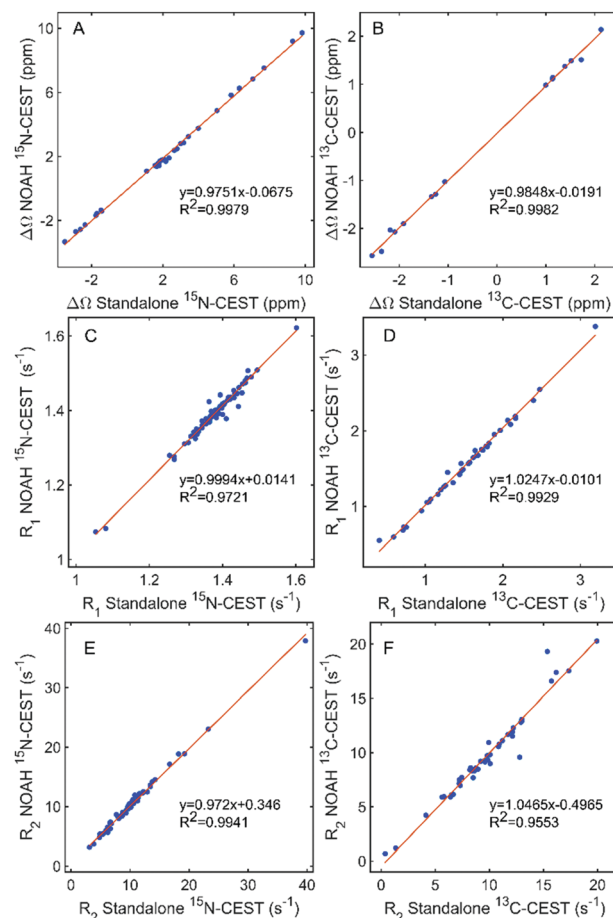 A
ΔΩ NOAH ¹⁵N-CEST (ppm)
10
6
2
-2
y=0.9751x-0.0675
R²=0.9979
-2 2 6 10
ΔΩ Standalone ¹⁵N-CEST (ppm)
B
ΔΩ NOAH ¹³C-CEST (ppm)
2
1
0
-1
-2
y=0.9848x-0.0191
R²=0.9982
-2 -1 0 1 2
ΔΩ Standalone ¹³C-CEST (ppm)
C
R₁ NOAH ¹⁵N-CEST (s⁻¹)
1.6
1.4
1.2
1
y=0.9994x+0.0141
R²=0.9721
1 1.2 1.4 1.6
R₁ Standalone ¹⁵N-CEST (s⁻¹)
D
R₁ NOAH ¹³C-CEST (s⁻¹)
3
2
1
y=1.0247x-0.0101
R²=0.9929
1 2 3
R₁ Standalone ¹³C-CEST (s⁻¹)
E
R₂ NOAH ¹⁵N-CEST (s⁻¹)
40
30
20
10
0
y=0.972x+0.346
R²=0.9941
0 10 20 30 40
R₂ Standalone ¹⁵N-CEST (s⁻¹)
F
R₂ NOAH ¹³C-CEST (s⁻¹)
20
15
10
5
0
y=1.0465x-0.4965
R²=0.9553
0 5 10 15 20
R₂ Standalone ¹³C-CEST (s⁻¹)